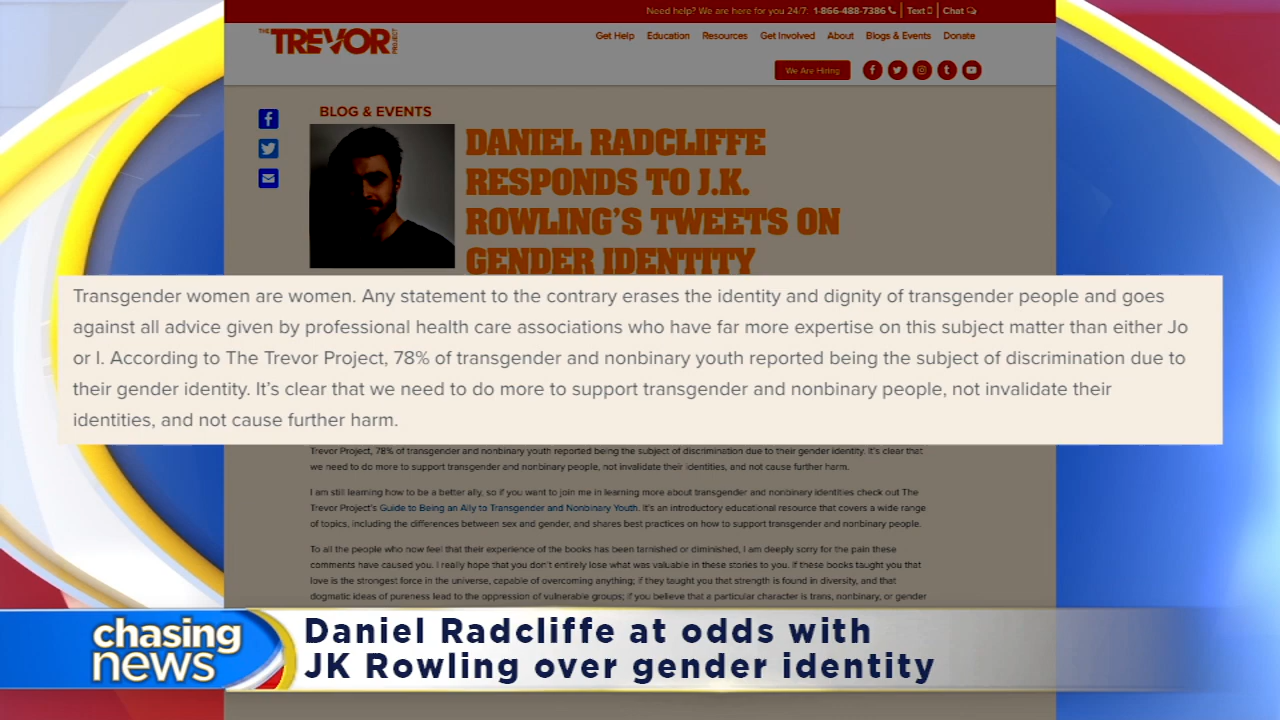 Need help? We are here for you 24/7: 1-866-488-7386 Text Chat
THE TREVOR PROJECT
Get Help Education Resources Get Involved About Blogs & Events Donate
We Are Hiring
BLOG & EVENTS
DANIEL RADCLIFFE
RESPONDS TO J.K.
ROWLING'S TWEETS ON
GENDER IDENTITY
Transgender women are women. Any statement to the contrary erases the identity and dignity of transgender people and goes
against all advice given by professional health care associations who have far more expertise on this subject matter than either Jo
or I. According to The Trevor Project, 78% of transgender and nonbinary youth reported being the subject of discrimination due to
their gender identity. It's clear that we need to do more to support transgender and nonbinary people, not invalidate their
identities, and not cause further harm.
Trevor Project, 78% of transgender and nonbinary youth reported being the subject of discrimination due to their gender identity. It's clear that
we need to do more to support transgender and nonbinary people, not invalidate their identities, and not cause further harm.
I am still learning how to be a better ally, so if you want to join me in learning more about transgender and nonbinary identities check out The
Trevor Project's Guide to Being an Ally to Transgender and Nonbinary Youth. It's an introductory educational resource that covers a wide range
of topics, including the differences between sex and gender, and shares best practices on how to support transgender and nonbinary people.
To all the people who now feel that their experience of the books has been tarnished or diminished, I am deeply sorry for the pain these
comments have caused you. I really hope that you don't entirely lose what was valuable in these stories to you. If these books taught you that
love is the strongest force in the universe, capable of overcoming anything; if they taught you that strength is found in diversity, and that
dogmatic ideas of pureness lead to the oppression of vulnerable groups; if you believe that a particular character is trans, nonbinary, or gender
chasing
NEWS
Daniel Radcliffe at odds with
JK Rowling over gender identity